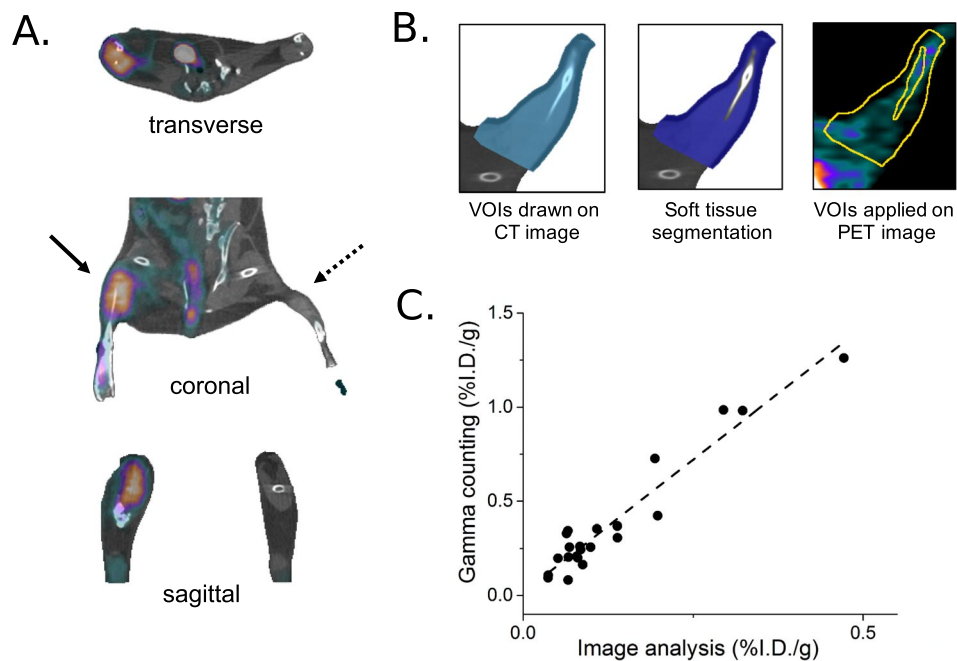 A.
transverse
coronal
sagittal
B.
VOIs drawn on
CT image
Soft tissue
segmentation
VOIs applied on
PET image
C.
Gamma counting (%I.D./g)
1.5
1.0
0.5
0.0
0.0
0.5
Image analysis (%I.D./g)